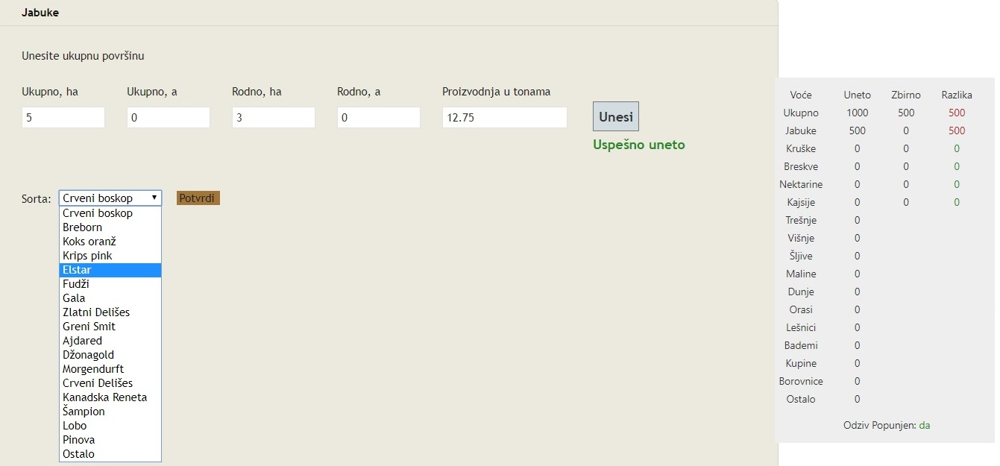 Jabuke
Unesite ukupnu površinu
Ukupno, ha Ukupno, a Rodno, ha Rodno, a Proizvodnja u tonama
5 0 3 0 12.75 Unesi
Uspešno uneto
Sorta: Crveni boskop Potvrdi
Crveni boskop
Breborn
Koks oranž
Krips pink
Elstar
Fudži
Gala
Zlatni Delišes
Greni Smit
Ajdared
Džonagold
Morgendurft
Crveni Delišes
Kanadska Reneta
Šampion
Lobo
Pinova
Ostalo
Voće Uneto Zbirno Razlika
Ukupno 1000 500 500
Jabuke 500 0 500
Kruške 0 0 0
Breskve 0 0 0
Nektarine 0 0 0
Kajsije 0 0 0
Trešnje 0
Višnje 0
Šljive 0
Maline 0
Dunje 0
Orasi 0
Lešnici 0
Bademi 0
Kupine 0
Borovnice 0
Ostalo 0
Odziv Popunjen: da